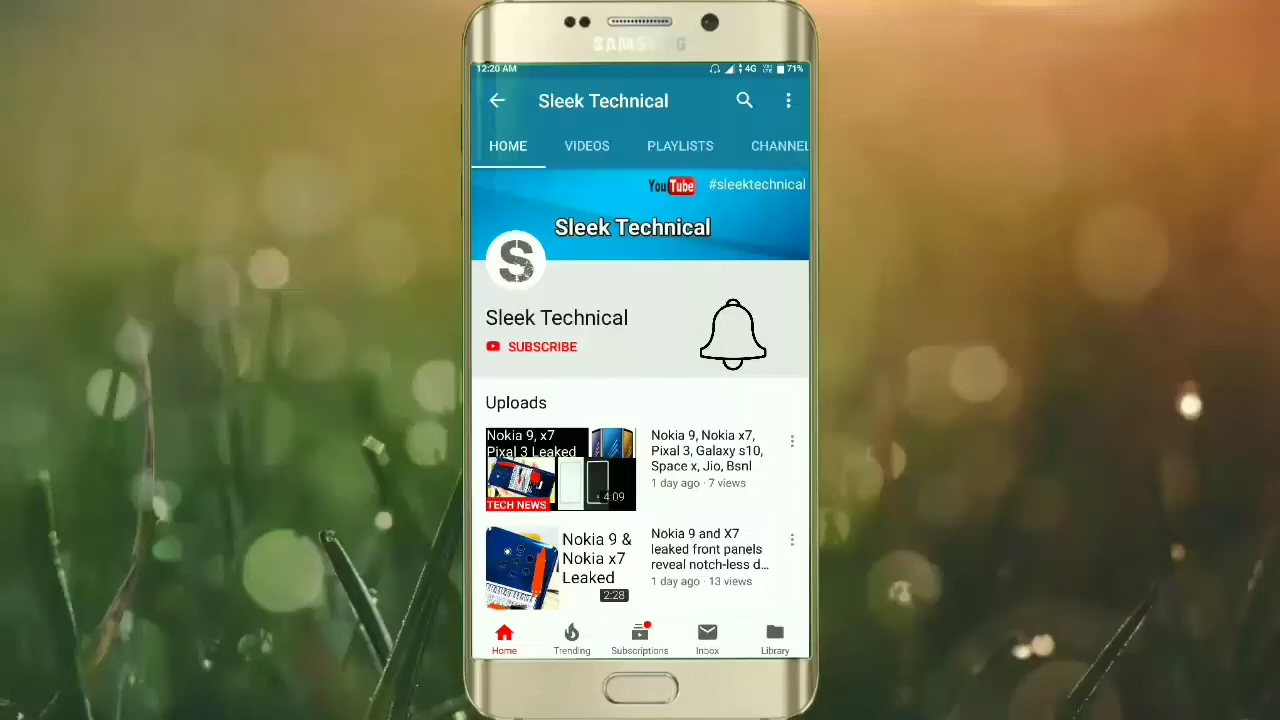 SAMSUNG
12:20 AM
4G
71%
Sleek Technical
HOME VIDEOS PLAYLISTS CHANNEL
YouTube #sleektechnical
Sleek Technical
S
Sleek Technical
SUBSCRIBE
Uploads
Nokia 9, x7
Pixal 3 Leaked
TECH NEWS
4:09
Nokia 9, Nokia x7,
Pixal 3, Galaxy s10,
Space x, Jio, Bsnl
1 day ago · 7 views
Nokia 9 &
Nokia x7
Leaked
2:28
Nokia 9 and X7
leaked front panels
reveal notch-less d...
1 day ago · 13 views
Home Trending Subscriptions Inbox Library